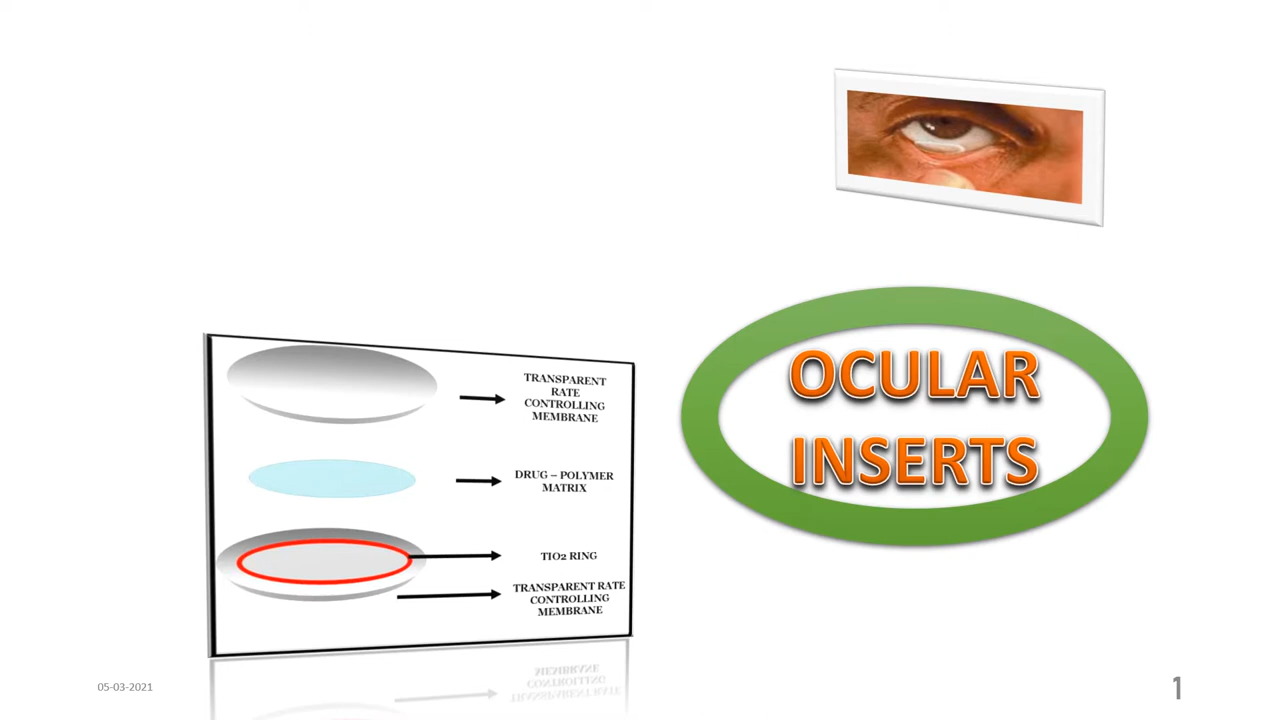 OCULAR
INSERTS
TRANSPARENT
RATE
CONTROLLING
MEMBRANE
DRUG – POLYMER
MATRIX
TIO2 RING
TRANSPARENT RATE
CONTROLLING
MEMBRANE
05-03-2021
1